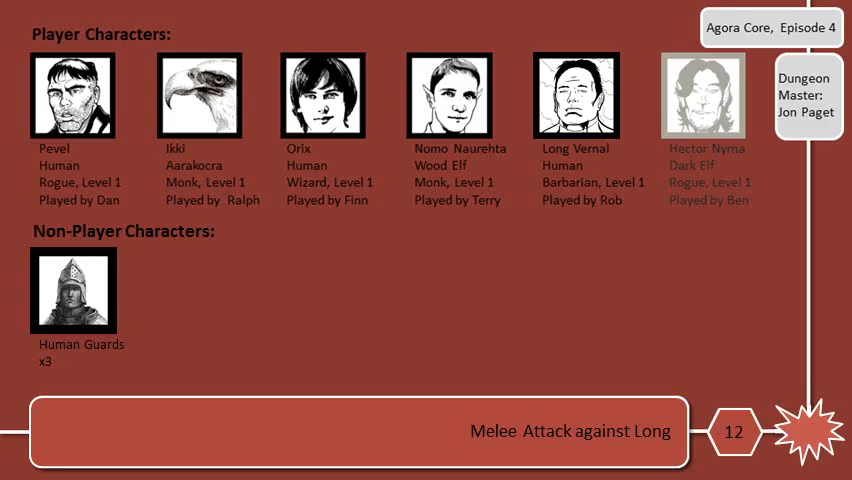 Player Characters:
Agora Core, Episode 4
Dungeon
Master:
Jon Paget
Pevel
Human
Rogue, Level 1
Played by Dan
Ikki
Aarakocra
Monk, Level 1
Played by Ralph
Orix
Human
Wizard, Level 1
Played by Finn
Nomo Naurehta
Wood Elf
Monk, Level 1
Played by Terry
Long Vernal
Human
Barbarian, Level 1
Played by Rob
Hector Nyma
Dark Elf
Rogue, Level 1
Played by Ben
Non-Player Characters:
Human Guards
x3
Melee Attack against Long
12